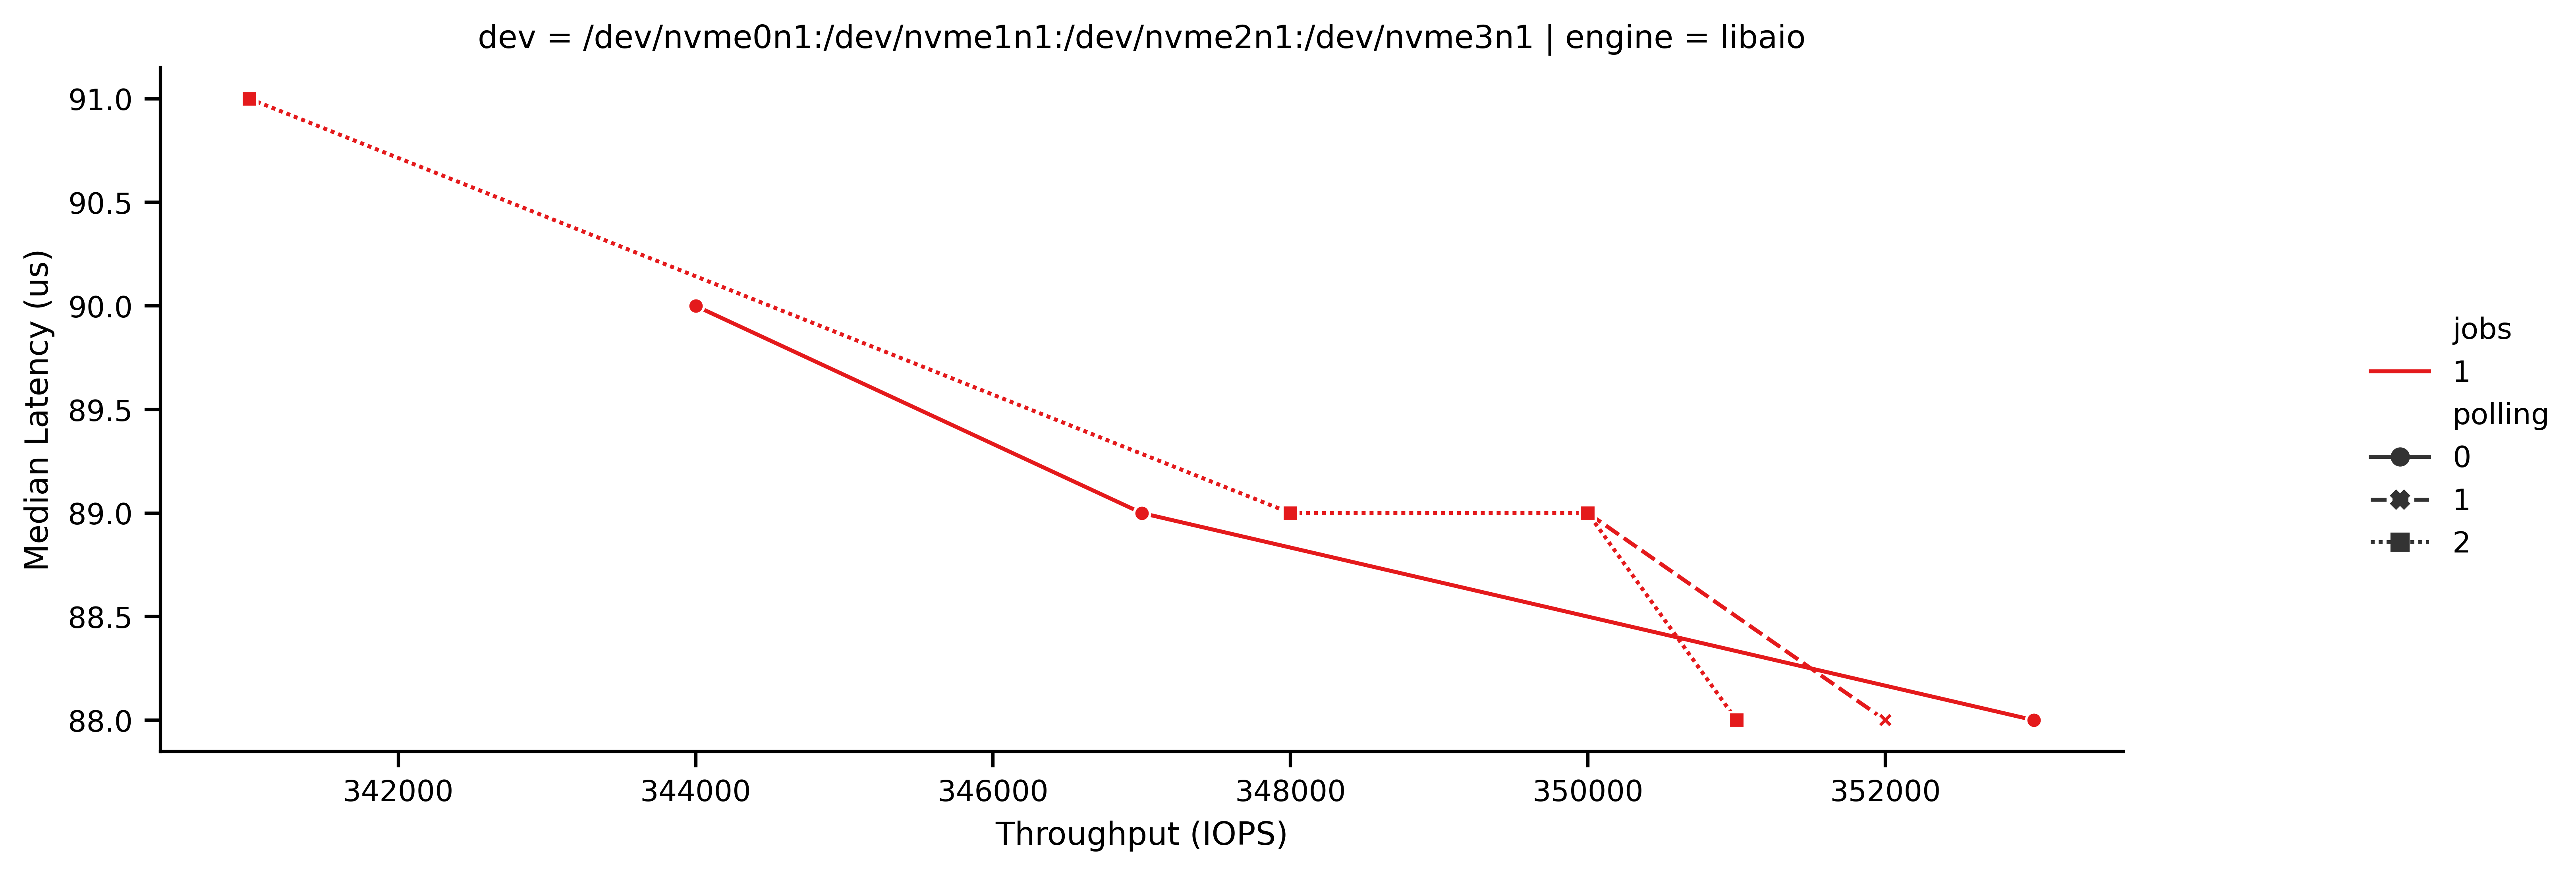 dev = /dev/nvme0n1:/dev/nvme1n1:/dev/nvme2n1:/dev/nvme3n1 | engine = libaio
Median Latency (us)
91.0
90.5
90.0
89.5
89.0
88.5
88.0
342000 344000 346000 348000 350000 352000
Throughput (IOPS)
jobs
1
polling
0
1
2